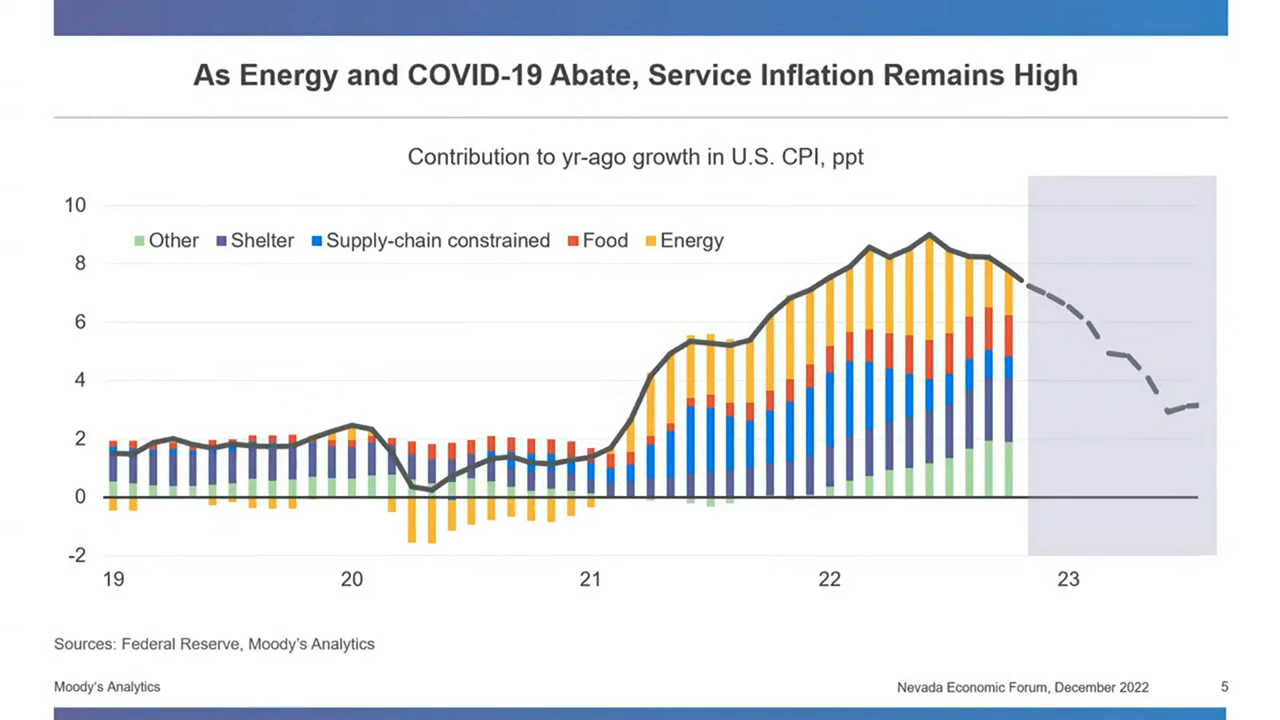 As Energy and COVID-19 Abate, Service Inflation Remains High
Contribution to yr-ago growth in U.S. CPI, ppt
10
Other Shelter Supply-chain constrained Food Energy
8
6
4
2
0
-2
19 20 21 22 23
Sources: Federal Reserve, Moody's Analytics
Moody's Analytics Nevada Economic Forum, December 2022 5